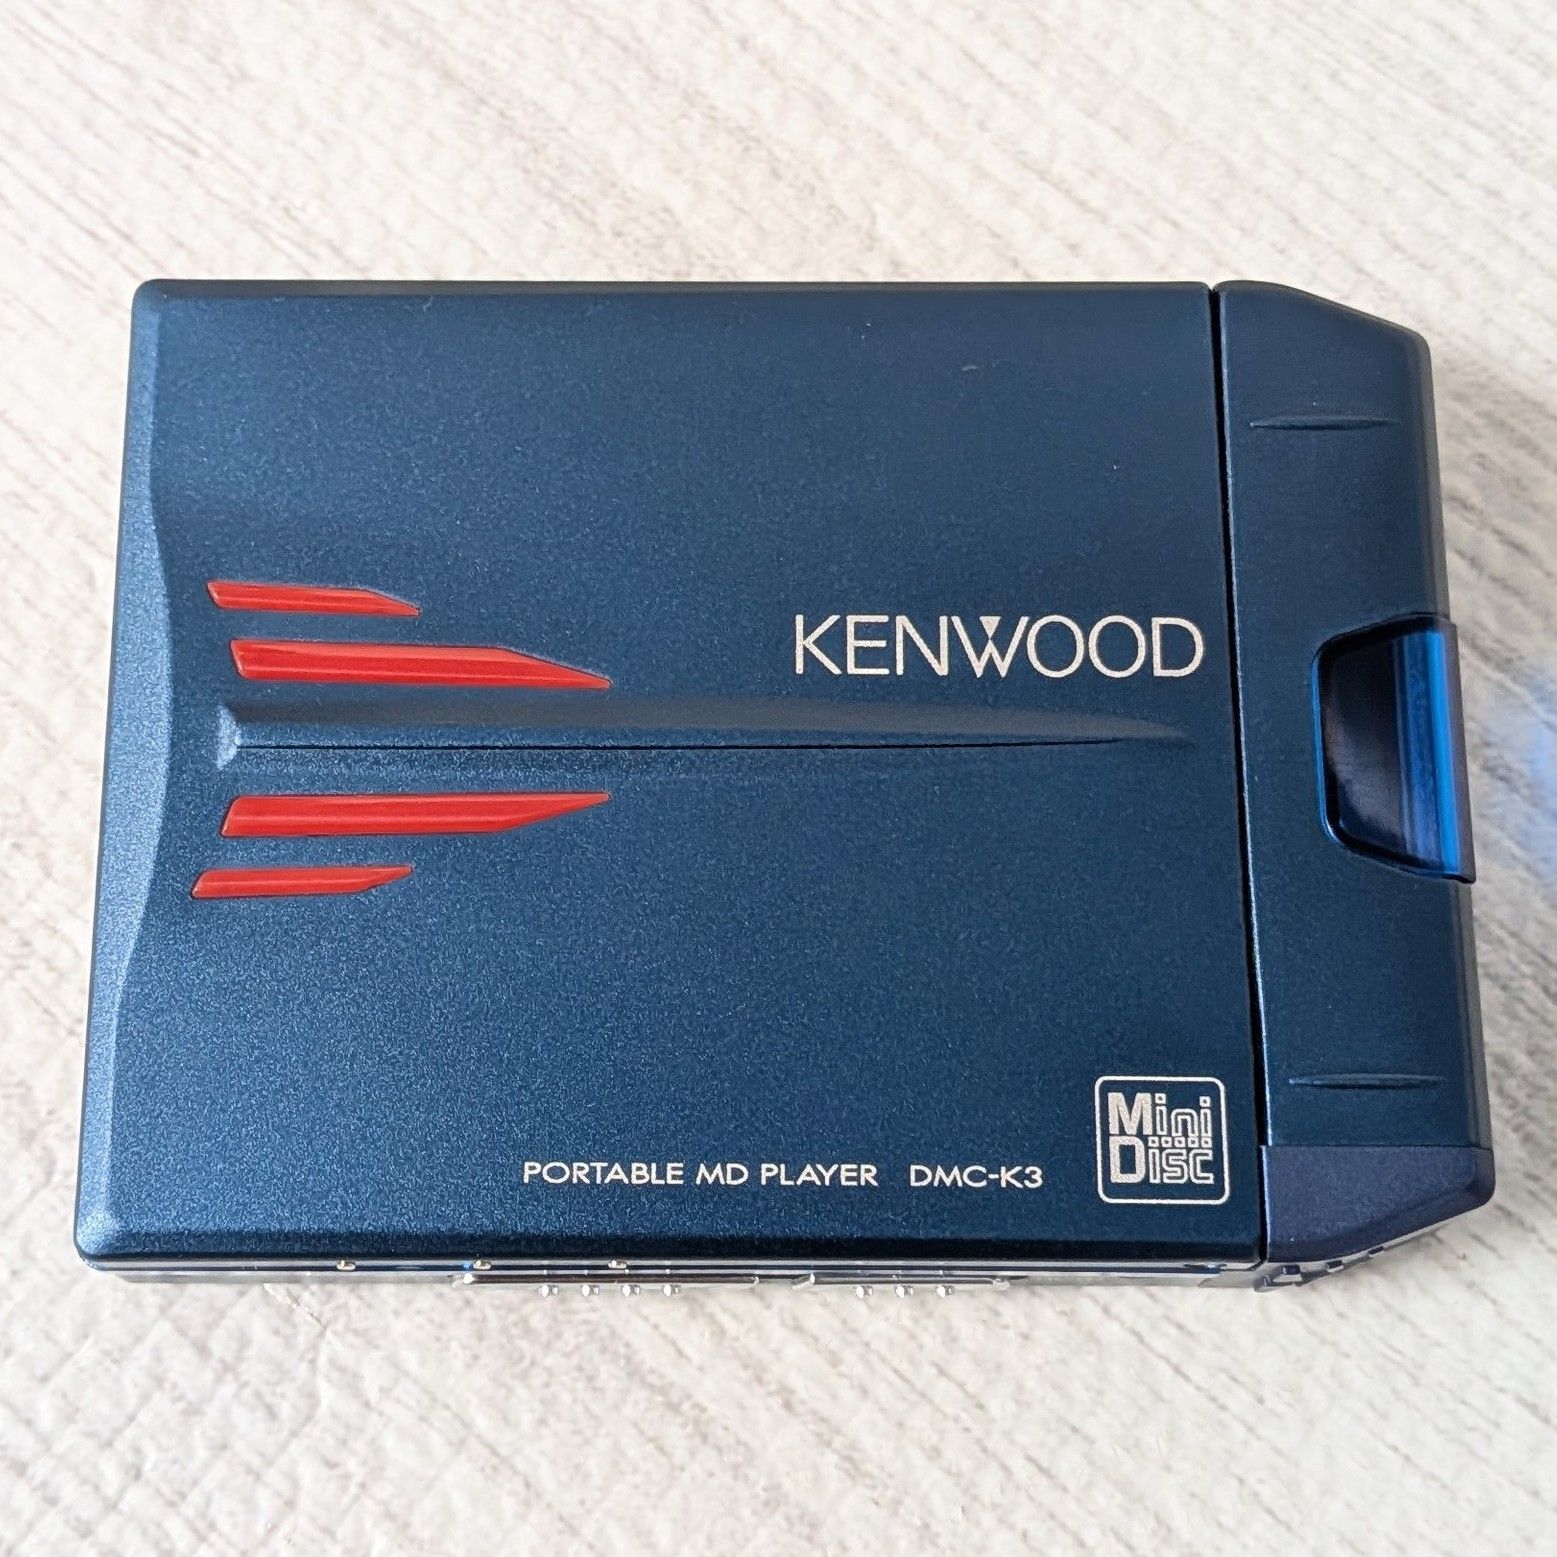 KENWOOD
Mini
Disc
PORTABLE MD PLAYER DMC-K3